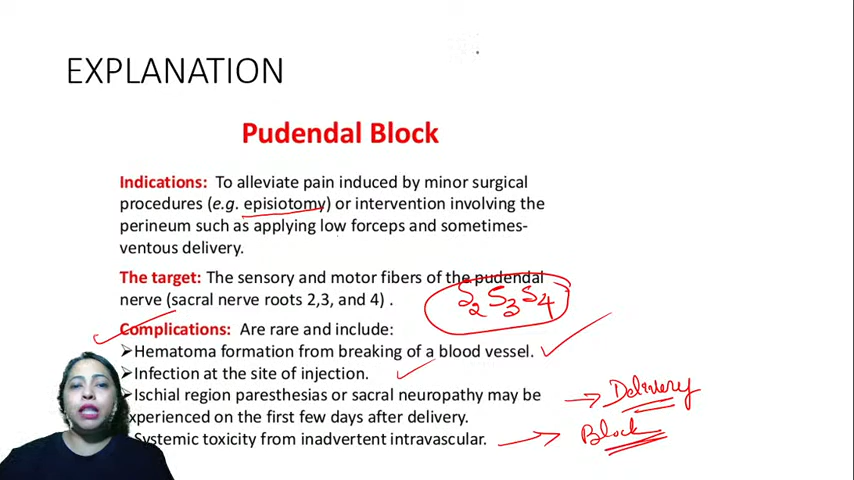 EXPLANATION
Pudendal Block
Indications: To alleviate pain induced by minor surgical
procedures (e.g. episiotomy) or intervention involving the
perineum such as applying low forceps and sometimes-
ventous delivery.
The target: The sensory and motor fibers of the pudendal
nerve (sacral nerve roots 2,3, and 4) .
S2 S3 S4
Complications: Are rare and include:
➢Hematoma formation from breaking of a blood vessel.
➢Infection at the site of injection.
➢Ischial region paresthesias or sacral neuropathy may be
experienced on the first few days after delivery.
Delivery
Systemic toxicity from inadvertent intravascular.
Block